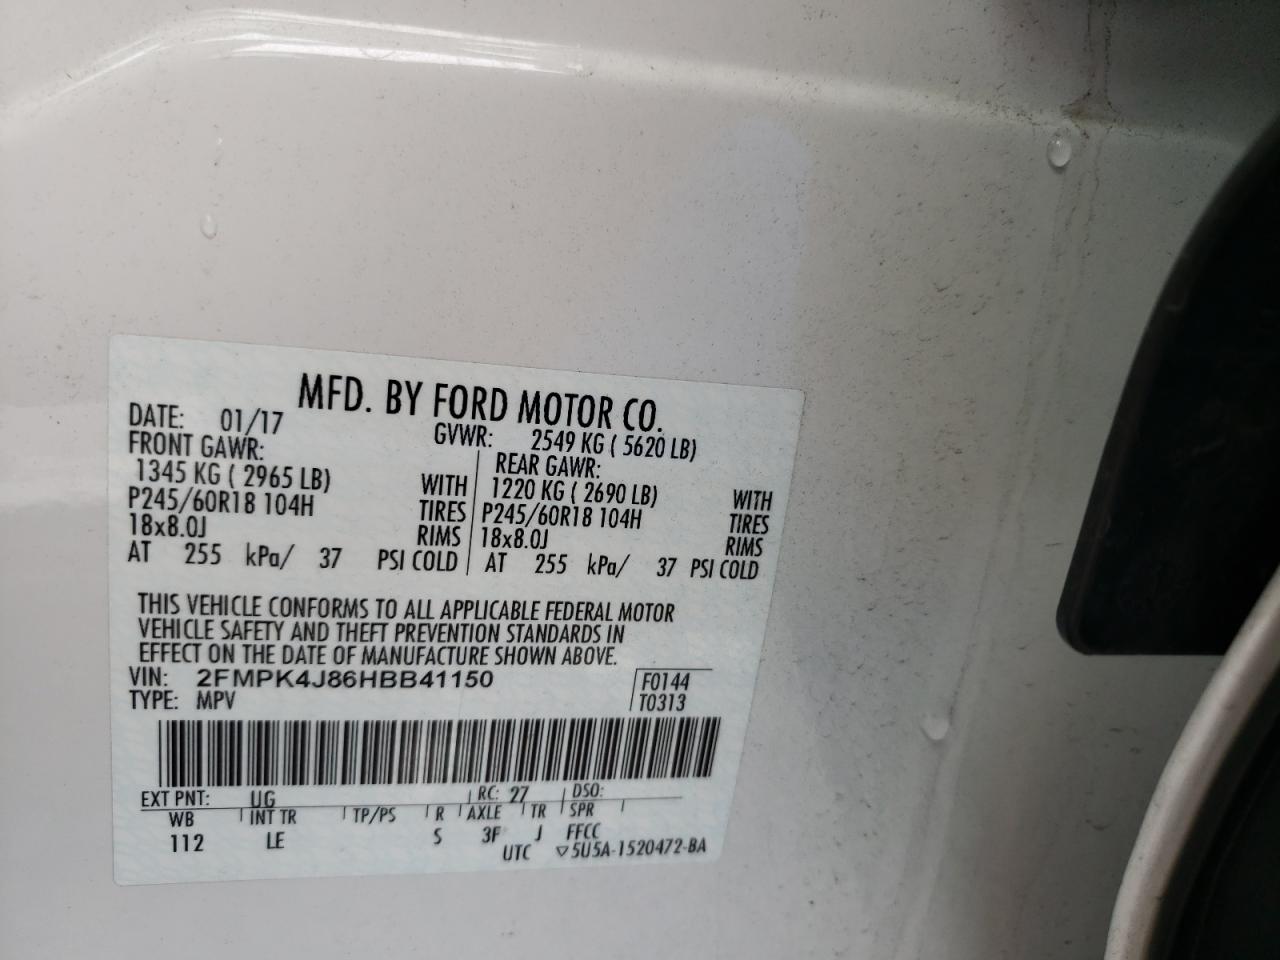 MFD. BY FORD MOTOR CO.
DATE: 01/17 GVWR: 2549 KG ( 5620 LB)
FRONT GAWR: REAR GAWR:
1345 KG ( 2965 LB) WITH 1220 KG ( 2690 LB) WITH
P245/60R18 104H TIRES P245/60R18 104H TIRES
18x8.0J RIMS 18x8.0J RIMS
AT 255 kPa/ 37 PSI COLD AT 255 kPa/ 37 PSI COLD
THIS VEHICLE CONFORMS TO ALL APPLICABLE FEDERAL MOTOR
VEHICLE SAFETY AND THEFT PREVENTION STANDARDS IN
EFFECT ON THE DATE OF MANUFACTURE SHOWN ABOVE.
VIN: 2FMPK4J86HBB41150 F0144
TYPE: MPV T0313
EXT PNT: UG RC: 27 DSO:
WB INT TR TP/PS R AXLE TR SPR
112 LE S 3F J FFCC
UTC ▽5U5A-1520472-BA